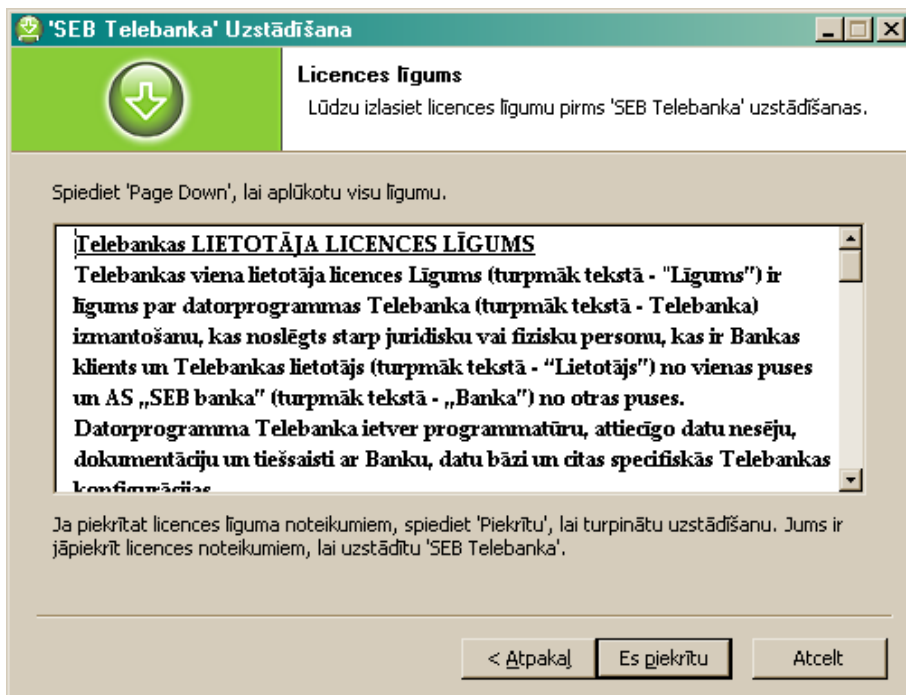 'SEB Telebanka' Uzstādīšana
Licences līgums
Lūdzu izlasiet licences līgumu pirms 'SEB Telebanka' uzstādīšanas.
Spiediet 'Page Down', lai aplūkotu visu līgumu.
Telebankas LIETOTĀJA LICENCES LĪGUMS
Telebankas viena lietotāja licences Līgums (turpmāk tekstā - "Līgums") ir
līgums par datorprogrammas Telebanka (turpmāk tekstā - Telebanka)
izmantošanu, kas noslēgts starp juridisku vai fizisku personu, kas ir Bankas
klients un Telebankas lietotājs (turpmāk tekstā - “Lietotājs”) no vienas puses
un AS „SEB banka” (turpmāk tekstā - „Banka”) no otras puses.
Datorprogramma Telebanka ietver programmatūru, attiecīgo datu nesēju,
dokumentāciju un tiešsaisti ar Banku, datu bāzi un citas specifiskās Telebankas
konfigurācijas
Ja piekrītat licences līguma noteikumiem, spiediet 'Piekrītu', lai turpinātu uzstādīšanu. Jums ir
jāpiekrīt licences noteikumiem, lai uzstādītu 'SEB Telebanka'.
< Atpakaļ
Es piekrītu
Atcelt